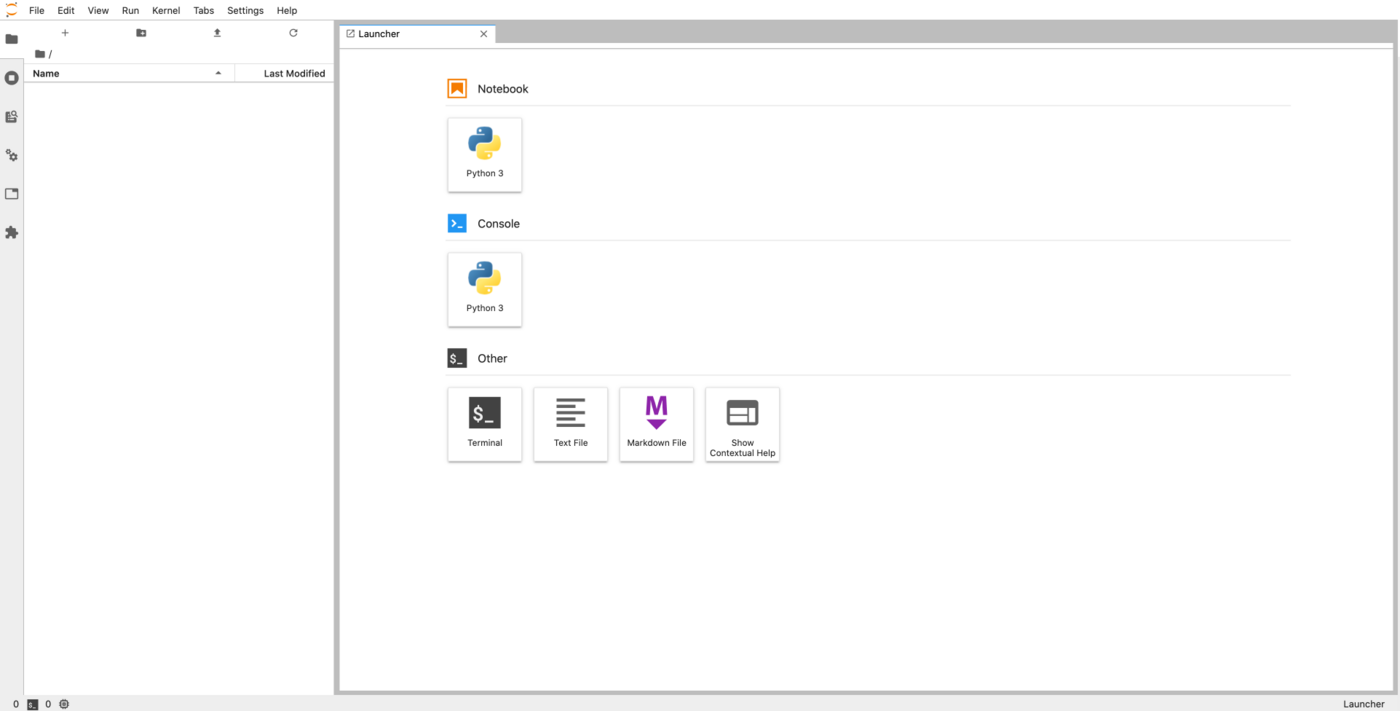 File Edit View Run Kernel Tabs Settings Help
Launcher
/
Name Last Modified
Notebook
Python 3
Console
Python 3
$_ Other
$_
M
Terminal
Text File
Markdown File
Show
Contextual Help
0 $_ 0
Launcher